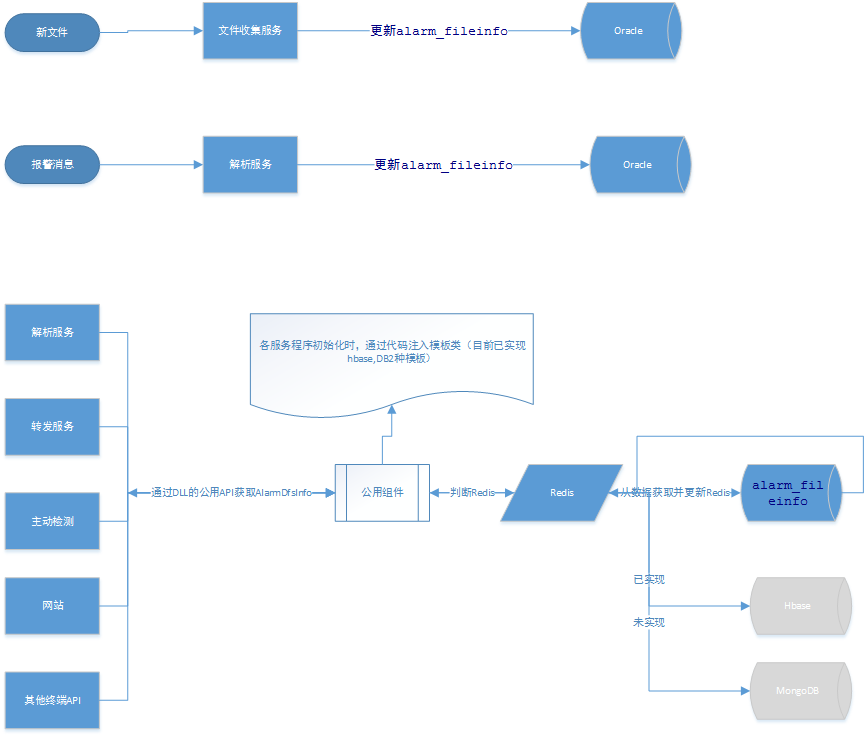 新文件
文件收集服务
更新alarm_fileinfo
Oracle
报警消息
解析服务
更新alarm_fileinfo
Oracle
解析服务
各服务程序初始化时，通过代码注入模板类（目前已实现
hbase,DB2种模板）
转发服务
通过DLL的公用API获取AlarmDfsInfo
公用组件
判断Redis
Redis
从数据获取并更新Redis
alarm_fil
einfo
主动检测
已实现
网站
Hbase
未实现
其他终端API
MongoDB